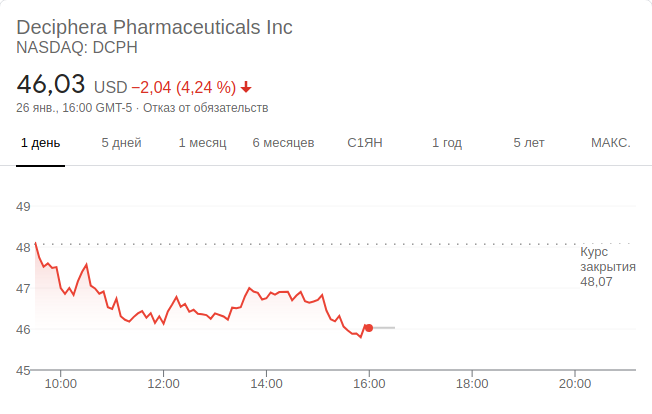 Deciphera Pharmaceuticals Inc
NASDAQ: DCPH
46,03 USD −2,04 (4,24 %)
26 янв., 16:00 GMT-5 · Отказ от обязательств
1 день 5 дней 1 месяц 6 месяцев С1ЯН 1 год 5 лет МАКС.
49
48
47
46
45
Курс
закрытия
48,07
10:00 12:00 14:00 16:00 18:00 20:00